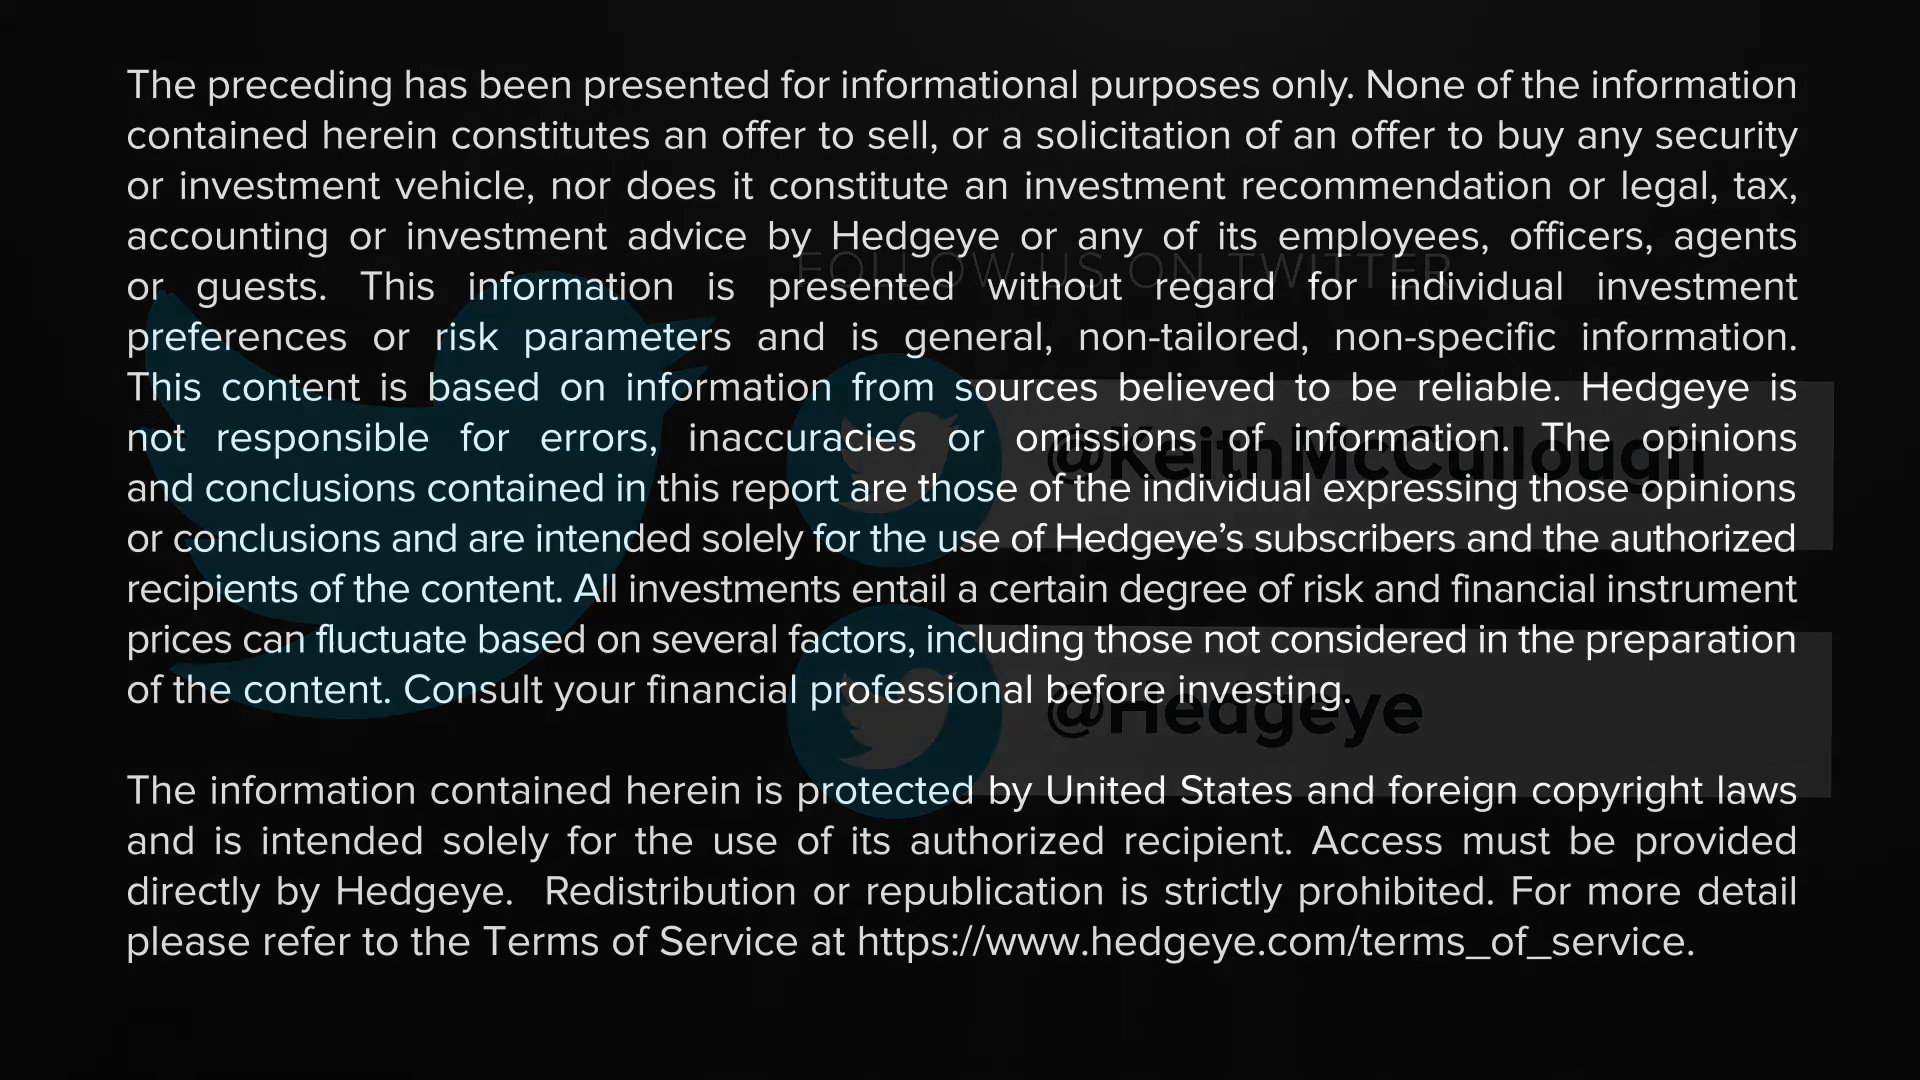 The preceding has been presented for informational purposes only. None of the information
contained herein constitutes an offer to sell, or a solicitation of an offer to buy any security
or investment vehicle, nor does it constitute an investment recommendation or legal, tax,
accounting or investment advice by Hedgeye or any of its employees, officers, agents
or guests. This information is presented without regard for individual investment
preferences or risk parameters and is general, non-tailored, non-specific information.
This content is based on information from sources believed to be reliable. Hedgeye is
not responsible for errors, inaccuracies or omissions of information. The opinions
and conclusions contained in this report are those of the individual expressing those opinions
or conclusions and are intended solely for the use of Hedgeye’s subscribers and the authorized
recipients of the content. All investments entail a certain degree of risk and financial instrument
prices can fluctuate based on several factors, including those not considered in the preparation
of the content. Consult your financial professional before investing.
The information contained herein is protected by United States and foreign copyright laws
and is intended solely for the use of its authorized recipient. Access must be provided
directly by Hedgeye.  Redistribution or republication is strictly prohibited. For more detail
please refer to the Terms of Service at https://www.hedgeye.com/terms_of_service.
FOLLOW US ON TWITTER
@KeithMcCullough
@Hedgeye